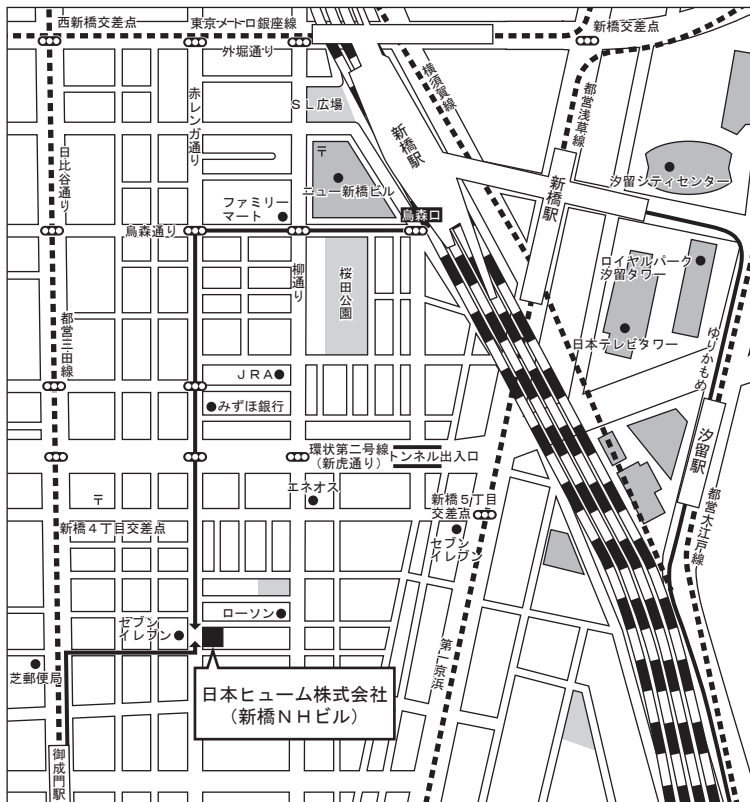 西新橋交差点
東京メトロ銀座線
新橋交差点
外堀通り
横須賀線
赤レンガ通り
SL広場
都営浅草線
新橋駅
〒
日比谷通り
ニュー新橋ビル
新橋駅
汐留シティセンター
ファミリー
マート
烏森口
烏森通り
柳通り
桜田公園
ロイヤルパーク
汐留タワー
都営三田線
日本テレビタワー
ゆりかもめ
JRA
みずほ銀行
汐留駅
環状第二号線
(新虎通り)
トンネル出入口
エネオス
〒
新橋5丁目
交差点
都営大江戸線
新橋4丁目交差点
セブン
イレブン
ローソン
セブン
イレブン
第一京浜
芝郵便局
日本ヒューム株式会社
(新橋NHビル)
御成門駅